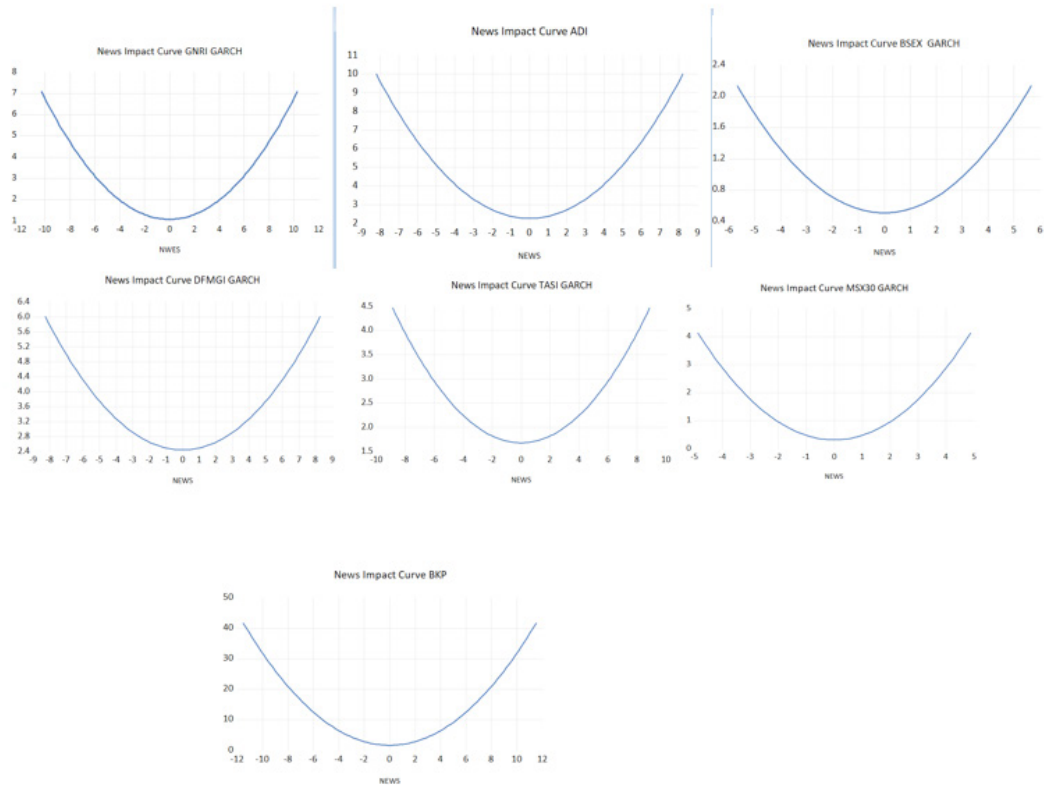 News Impact Curve GNRI GARCH
8
7
6
5
4
3
2
1
-12 -10 -8 -6 -4 -2 0 2 4 6 8 10 12
NWES
News Impact Curve ADI
11
10
9
8
7
6
5
4
3
2
-9 -8 -7 -6 -5 -4 -3 -2 -1 0 1 2 3 4 5 6 7 8 9
NEWS
News Impact Curve BSEX GARCH
2.4
2.0
1.6
1.2
0.8
0.4
-6 -5 -4 -3 -2 -1 0 1 2 3 4 5 6
NEWS
News Impact Curve DFMGI GARCH
6.4
6.0
5.6
5.2
4.8
4.4
4.0
3.6
3.2
2.8
2.4
-9 -8 -7 -6 -5 -4 -3 -2 -1 0 1 2 3 4 5 6 7 8 9
NEWS
News Impact Curve TASI GARCH
4.5
4.0
3.5
3.0
2.5
2.0
1.5
-10 -8 -6 -4 -2 0 2 4 6 8 10
NEWS
News Impact Curve MSX30 GARCH
5
4
3
2
1
0
-5 -4 -3 -2 -1 0 1 2 3 4 5
NEWS
News Impact Curve BKP
50
40
30
20
10
0
-12 -10 -8 -6 -4 -2 0 2 4 6 8 10 12
NEWS